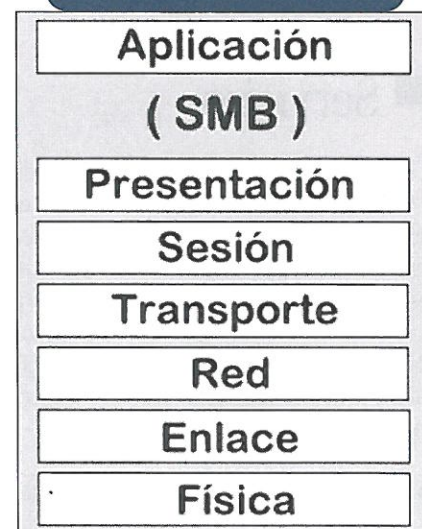 Aplicación
( SMB )
Presentación
Sesión
Transporte
Red
Enlace
Física